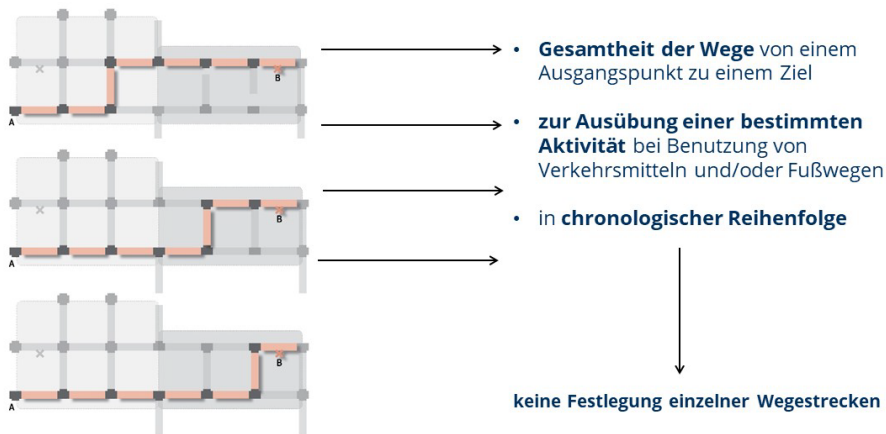 • Gesamtheit der Wege von einem
Ausgangspunkt zu einem Ziel
• zur Ausübung einer bestimmten
Aktivität bei Benutzung von
Verkehrsmitteln und/oder Fußwegen
• in chronologischer Reihenfolge
keine Festlegung einzelner Wegestrecken
B
A
B
A
B
A